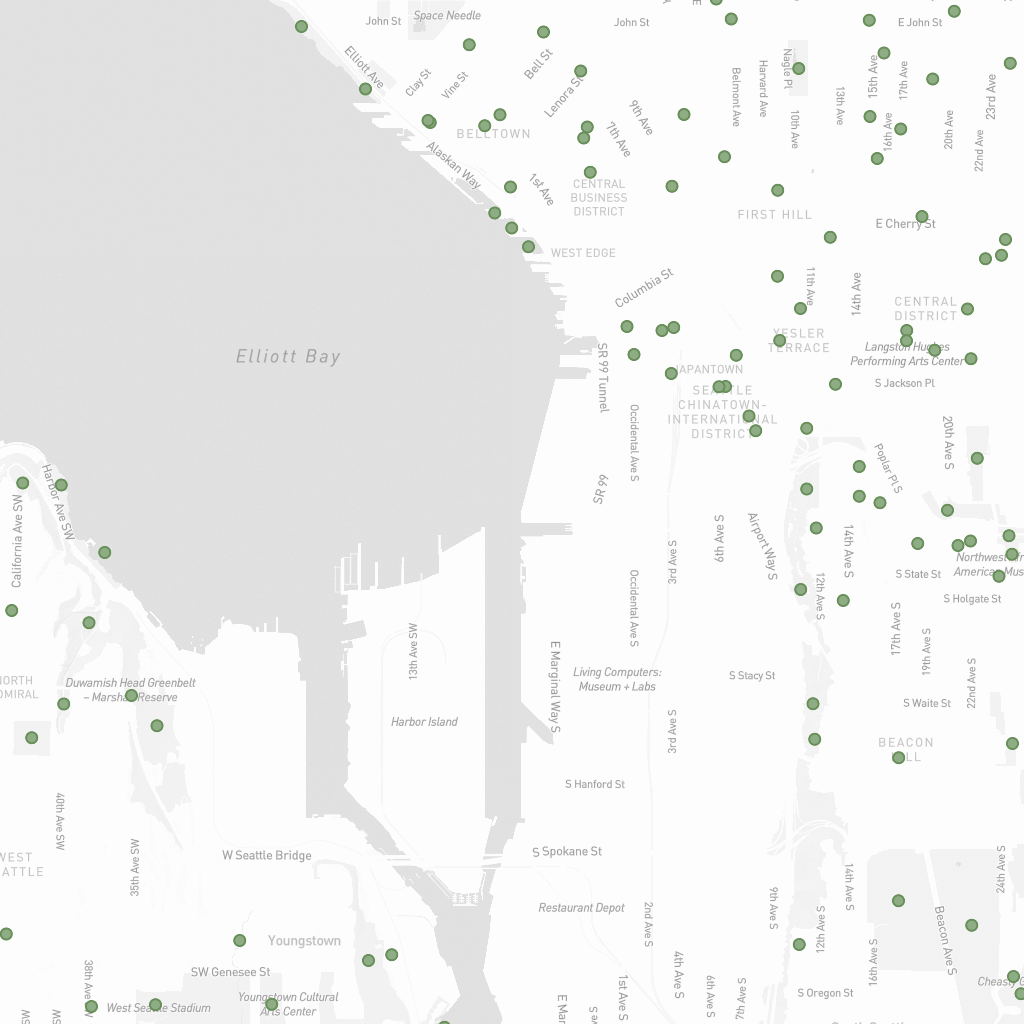 John St
Space Needle
John St
E John St
Elliott Ave
Clay St
Vine St
Bell St
Lenora St
Nagle Pl
Belmont Ave
Harvard Ave
15th Ave
17th Ave
13th Ave
23rd Ave
9th Ave
7th Ave
10th Ave
16th Ave
20th Ave
22nd Ave
BELLTOWN
Alaskan Way
1st Ave
CENTRAL
BUSINESS
DISTRICT
FIRST HILL
E Cherry St
WEST EDGE
Columbia St
11th Ave
14th Ave
CENTRAL
DISTRICT
Elliott Bay
YESLER
TERRACE
Langston Hughes
Performing Arts Center
SR 99 Tunnel
JAPANTOWN
S Jackson Pl
SEATTLE
CHINATOWN-
INTERNATIONAL
DISTRICT
Occidental Ave S
20th Ave S
Poplar Pl S
Harbor Ave SW
California Ave SW
SR 99
6th Ave S
Airport Way S
3rd Ave S
14th Ave S
Northwest
American
S State St
S Holgate St
Occidental Ave S
12th Ave S
17th Ave S
19th Ave S
22nd Ave S
13th Ave SW
E Marginal Way S
Living Computers:
Museum + Labs
S Stacy St
Duwamish Head Greenbelt
– Marshall Reserve
S Waite St
Harbor Island
3rd Ave S
BEACON
HILL
S Hanford St
40th Ave SW
35th Ave SW
W Seattle Bridge
S Spokane St
24th Ave S
14th Ave S
9th Ave S
Restaurant Depot
2nd Ave S
12th Ave S
Beacon Ave S
16th Ave S
Youngstown
SW Genesee St
38th Ave SW
West Seattle Stadium
Youngstown Cultural
Arts Center
4th Ave S
6th Ave S
7th Ave S
1st Ave S
S Oregon St